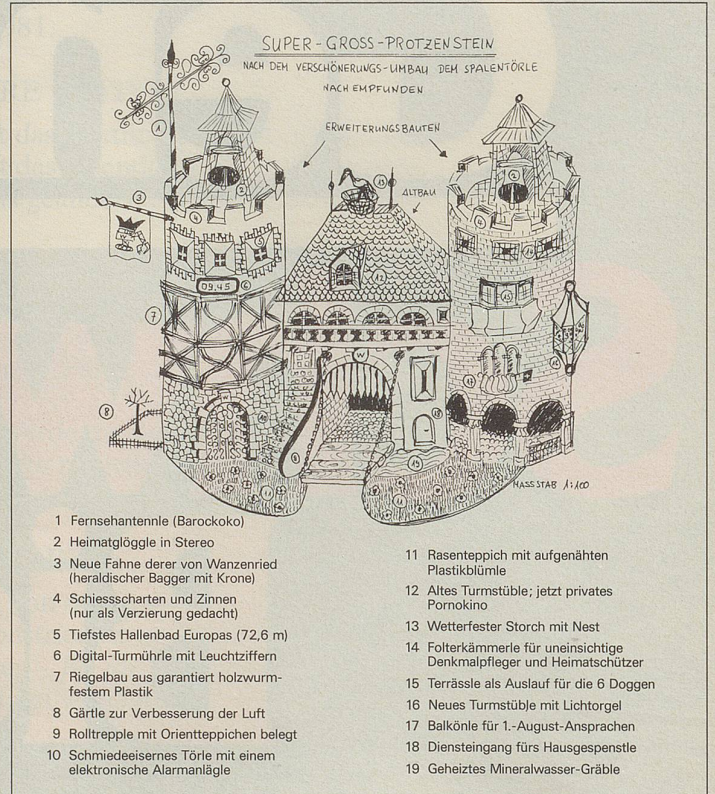 SUPER-GROSS-PROTZENSTEIN
NACH DEM VERSCHÖNERUNGS-UMBAU DEM SPALENTÖRLE
NACH EMPFUNDEN
ERWEITERUNGSBAUTEN
ALTBAU
09.45
W
MASSSTAB 1:100
1 Fernsehantennle (Barockoko)
2 Heimatglöggle in Stereo
3 Neue Fahne derer von Wanzenried
(heraldischer Bagger mit Krone)
4 Schiessscharten und Zinnen
(nur als Verzierung gedacht)
5 Tiefstes Hallenbad Europas (72,6 m)
6 Digital-Turmührle mit Leuchtziffern
7 Riegelbau aus garantiert holzwurm-
festem Plastik
8 Gärtle zur Verbesserung der Luft
9 Rolltrepple mit Orientteppichen belegt
10 Schmiedeeisernes Törle mit einem
elektronische Alarmanlägle
11 Rasenteppich mit aufgenähten
Plastikblümle
12 Altes Turmstüble; jetzt privates
Pornokino
13 Wetterfester Storch mit Nest
14 Folterkämmerle für uneinsichtige
Denkmalpfleger und Heimatschützer
15 Terrässle als Auslauf für die 6 Doggen
16 Neues Turmstüble mit Lichtorgel
17 Balkönle für 1.-August-Ansprachen
18 Diensteingang fürs Hausgespenstle
19 Geheiztes Mineralwasser-Gräble